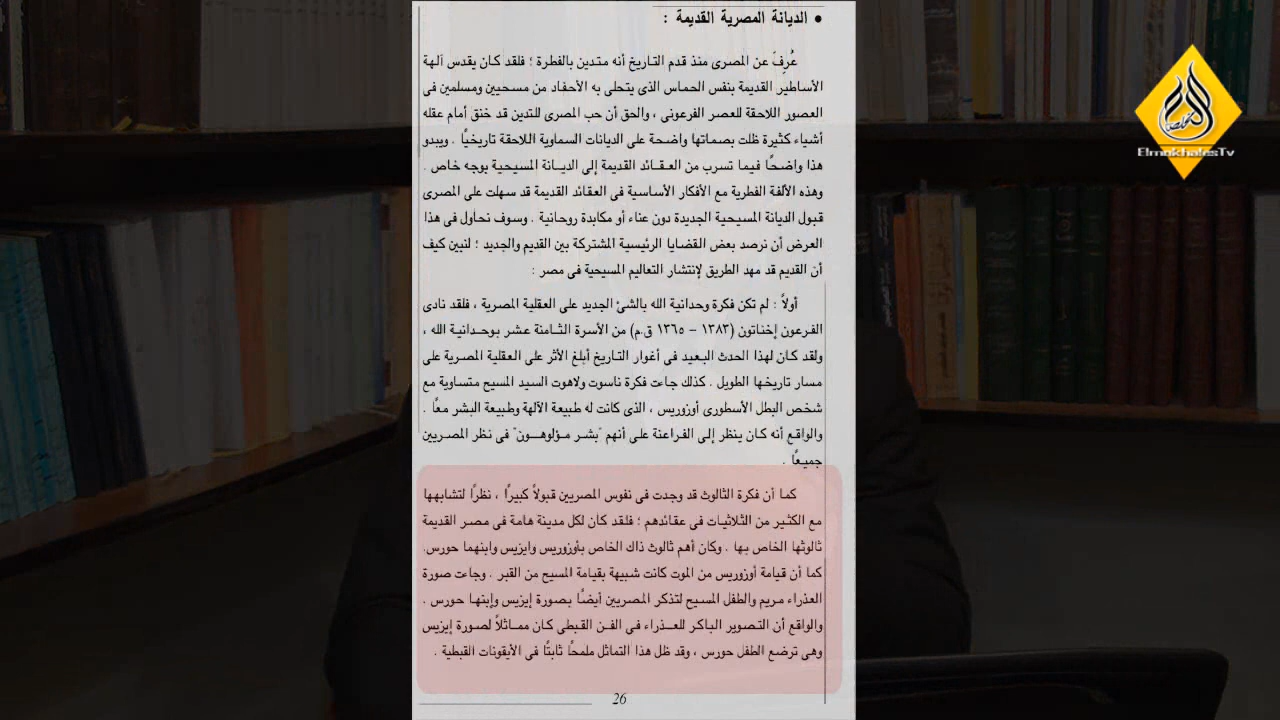 • الديانة المصرية القديمة :
عُرِفَ عن المصرى منذ قدم التاريخ أنه متدين بالفطرة ؛ فلقد كان يقدس آلهة
الأساطير القديمة بنفس الحماس الذى يتحلى به الأحفاد من مسحيين ومسلمين فى
العصور اللاحقة للعصر الفرعونى ، والحق أن حب المصرى للتدين قد خنق أمام عقله
أشياء كثيرة ظلت بصماتها واضحة على الديانات السماوية اللاحقة تاريخيًا . ويبدو
هذا واضحًا فيما تسرب من العقائد القديمة إلى الديانة المسيحية بوجه خاص .
وهذه الألفة الفطرية مع الأفكار الأساسية فى العقائد القديمة قد سهلت على المصرى
قبول الديانة المسيحية الجديدة دون عناء أو مكابدة روحانية . وسوف نحاول فى هذا
العرض أن نرصد بعض القضايا الرئيسية المشتركة بين القديم والجديد ؛ لنبين كيف
أن القديم قد مهد الطريق لإنتشار التعاليم المسيحية فى مصر :
أولاً : لم تكن فكرة وحدانية الله بالشئ الجديد على العقلية المصرية ، فلقد نادى
الفرعون إخناتون (١٣٨٣ – ١٣٦٥ ق.م) من الأسرة الثامنة عشر بوحدانية الله ،
ولقد كان لهذا الحدث البعيد فى أغوار التاريخ أبلغ الأثر على العقلية المصرية على
مسار تاريخها الطويل . كذلك جاءت فكرة ناسوت ولاهوت السيد المسيح متساوية مع
شخص البطل الأسطورى أوزوريس ، الذى كانت له طبيعة الآلهة وطبيعة البشر معًا .
والواقع أنه كان ينظر إلى الفراعنة على أنهم "بشر مؤلوهون" فى نظر المصريين
جميعًا .
كما أن فكرة الثالوث قد وجدت فى نفوس المصريين قبولاً كبيرًا ، نظرًا لتشابهها
مع الكثير من الثلاثيات فى عقائدهم ؛ فلقد كان لكل مدينة هامة فى مصر القديمة
ثالوثها الخاص بها . وكان أهم ثالوث ذاك الخاص بأوزوريس وايزيس وابنهما حورس.
كما أن قيامة أوزوريس من الموت كانت شبيهة بقيامة المسيح من القبر . وجاءت صورة
العذراء مريم والطفل المسيح لتذكر المصريين أيضًا بصورة إيزيس وإبنها حورس .
والواقع أن التصوير الباكر للعذراء فى الفن القبطى كان مماثلاً لصورة إيزيس
وهى ترضع الطفل حورس ، وقد ظل هذا التماثل ملمحًا ثابتًا فى الأيقونات القبطية .
26
ElmokhalesTv